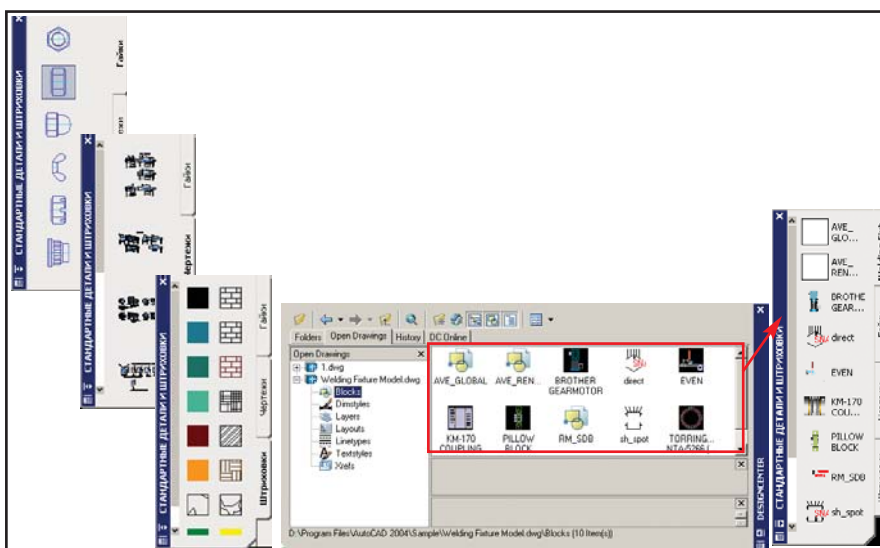 СТАНДАРТНЫЕ ДЕТАЛИ И ШТРИХОВКИ
Гайки
СТАНДАРТНЫЕ ДЕТАЛИ И ШТРИХОВКИ
Гайки
Чертежи
СТАНДАРТНЫЕ ДЕТАЛИ И ШТРИХОВКИ
Гайки
Чертежи
Штриховки
Folders Open Drawings History DC Online
Open Drawings
1.dwg
Welding Fixture Model.dwg
Blocks
Dimstyles
Layers
Layouts
Linetypes
Textstyles
Xrefs
AVE_GLOBAL AVE_REN... BROTHER GEARMOTOR direct EVEN
KM-170 COUPLING PILLOW BLOCK RM_SDB sh_spot TORRING... NTA-5266 (
D:\Program Files\AutoCAD 2004\Sample\Welding Fixture Model.dwg\Blocks (10 Item(s))
DESIGNCENTER
СТАНДАРТНЫЕ ДЕТАЛИ И ШТРИХОВКИ
AVE_
GLO...
AVE_
REN...
BROTHE
GEAR...
direct
EVEN
KM-170
COU...
PILLOW
BLOCK
RM_SDB
sh_spot